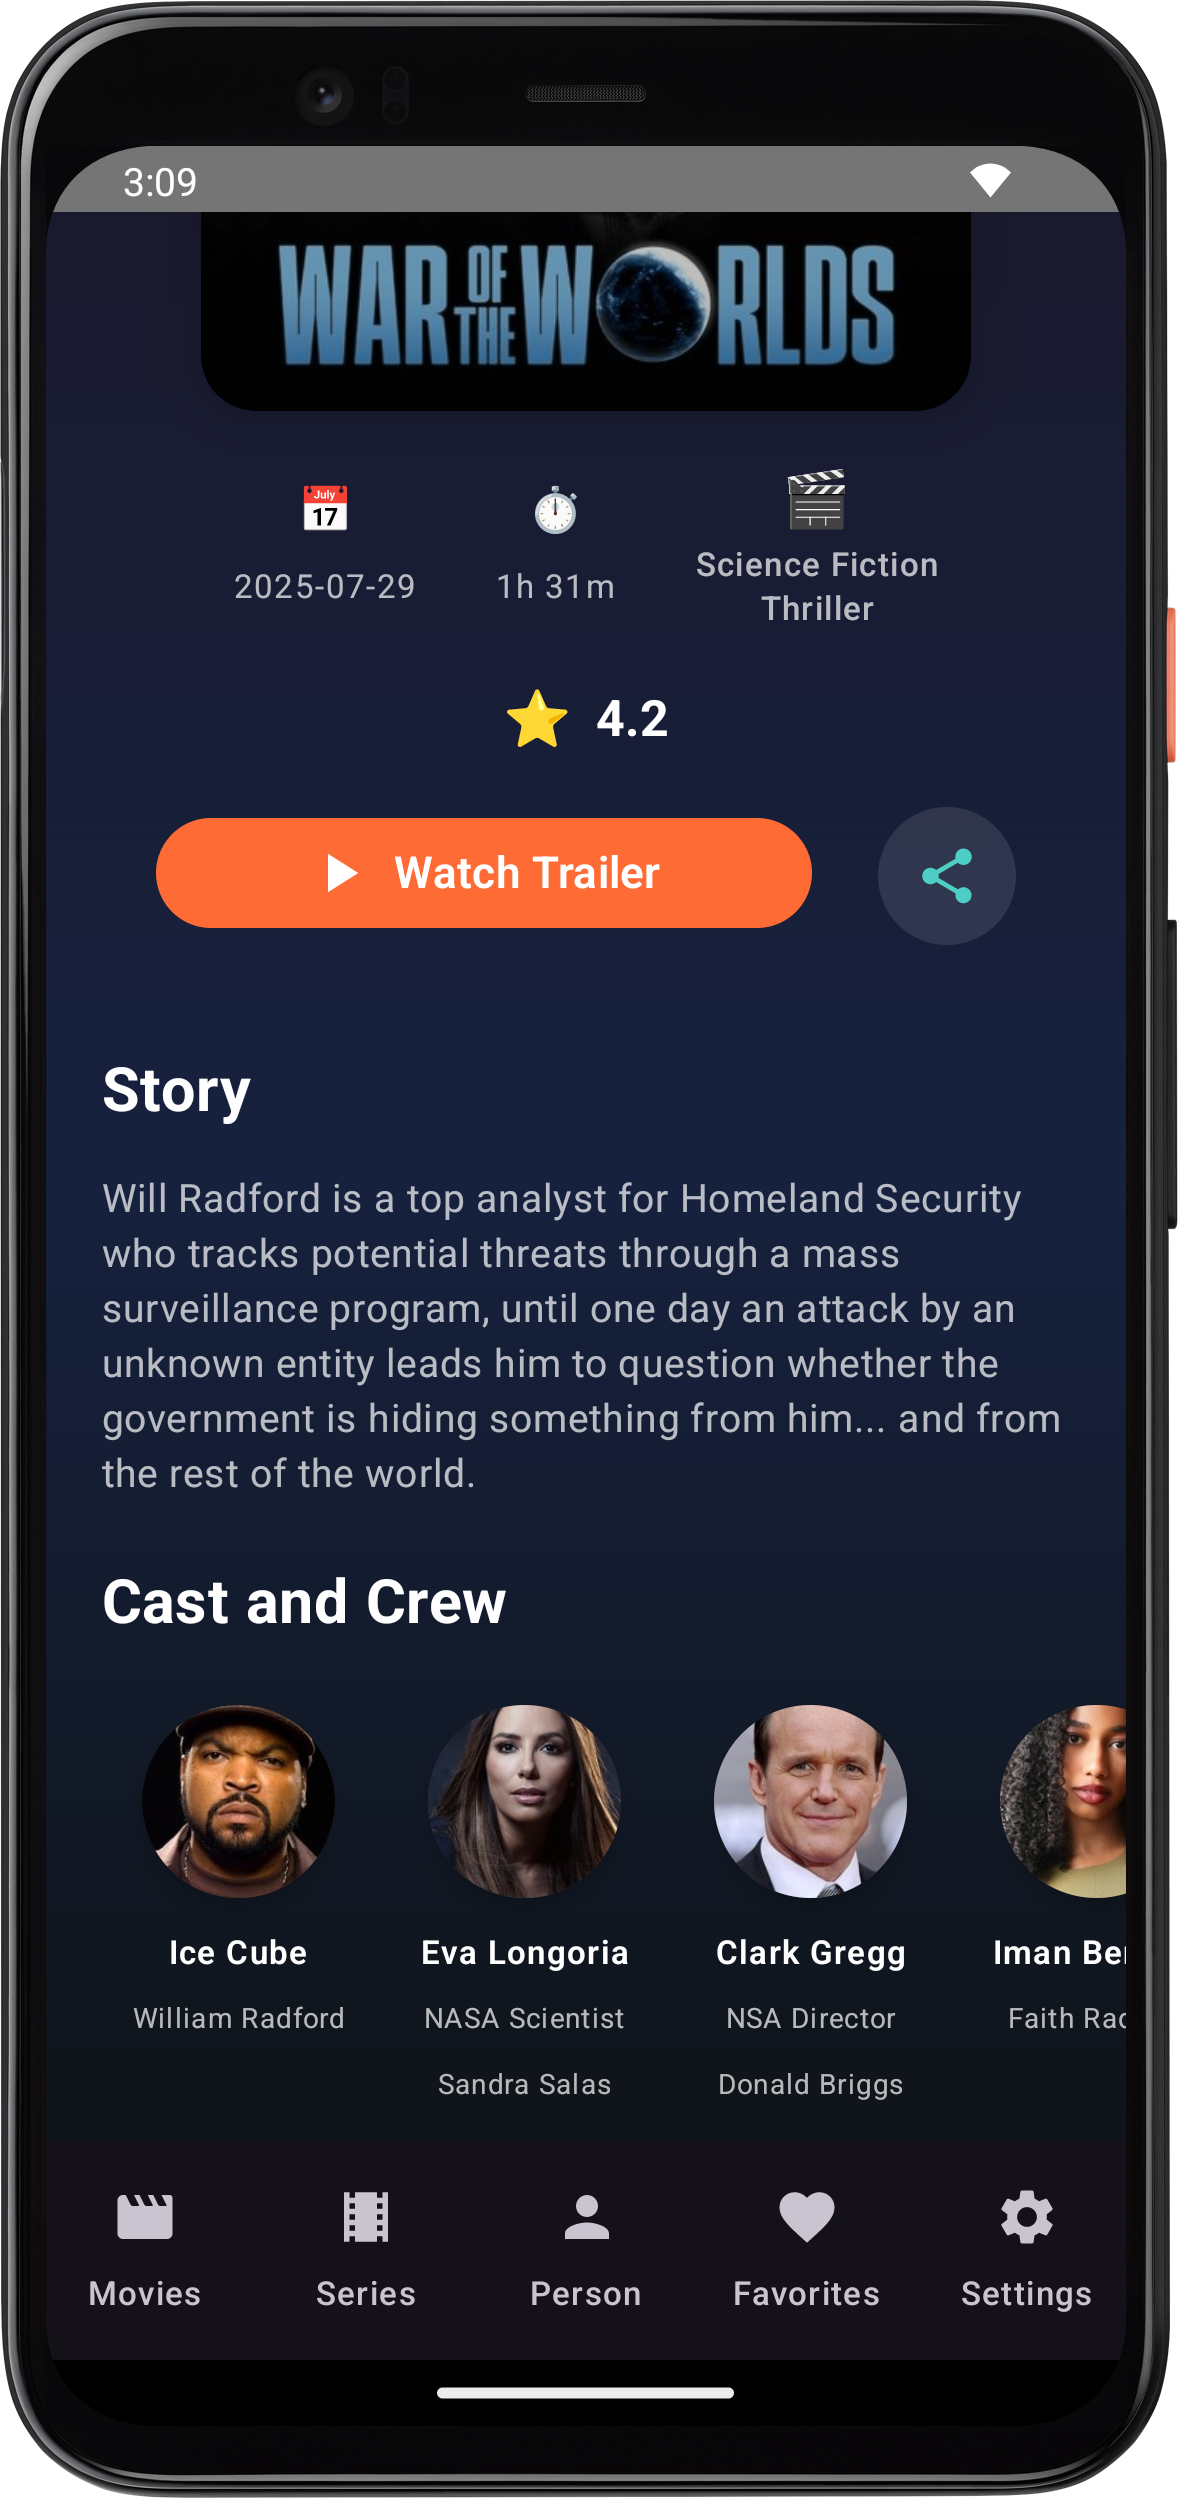 3:09
WAR OF THE WORLDS
July
17
2025-07-29
1h 31m
Science Fiction
Thriller
4.2
Watch Trailer
Story
Will Radford is a top analyst for Homeland Security
who tracks potential threats through a mass
surveillance program, until one day an attack by an
unknown entity leads him to question whether the
government is hiding something from him... and from
the rest of the world.
Cast and Crew
Ice Cube
William Radford
Eva Longoria
NASA Scientist
Sandra Salas
Clark Gregg
NSA Director
Donald Briggs
Iman
Faith
Movies
Series
Person
Favorites
Settings